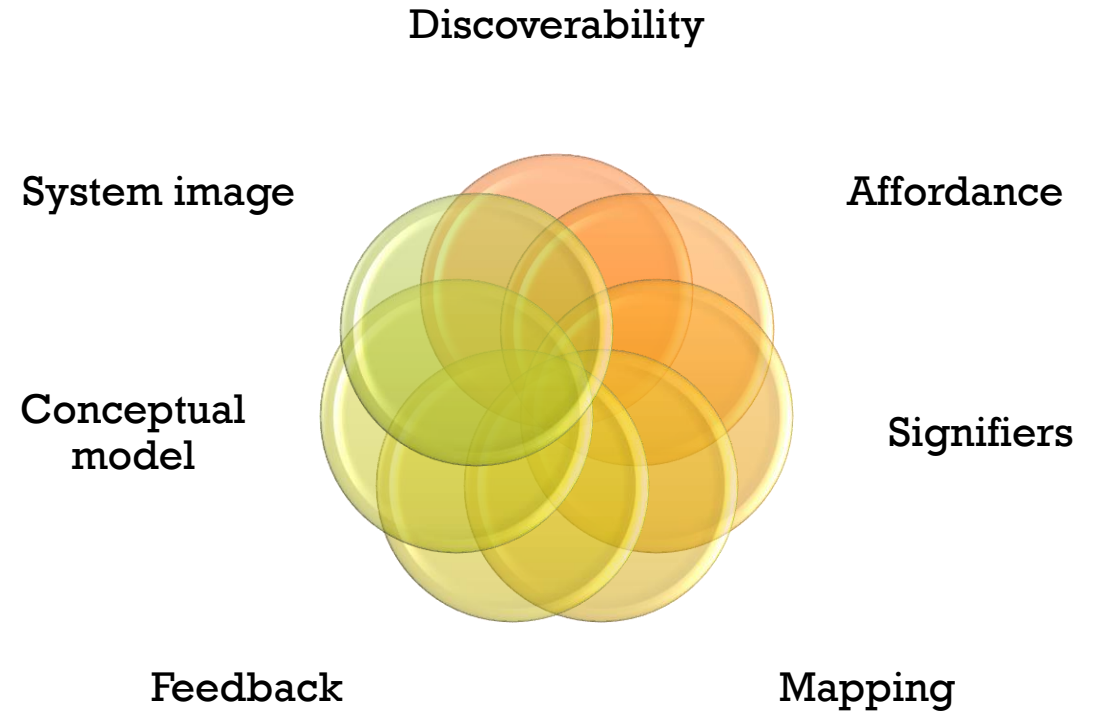 Discoverability
System image
Affordance
Conceptual
model
Signifiers
Feedback
Mapping